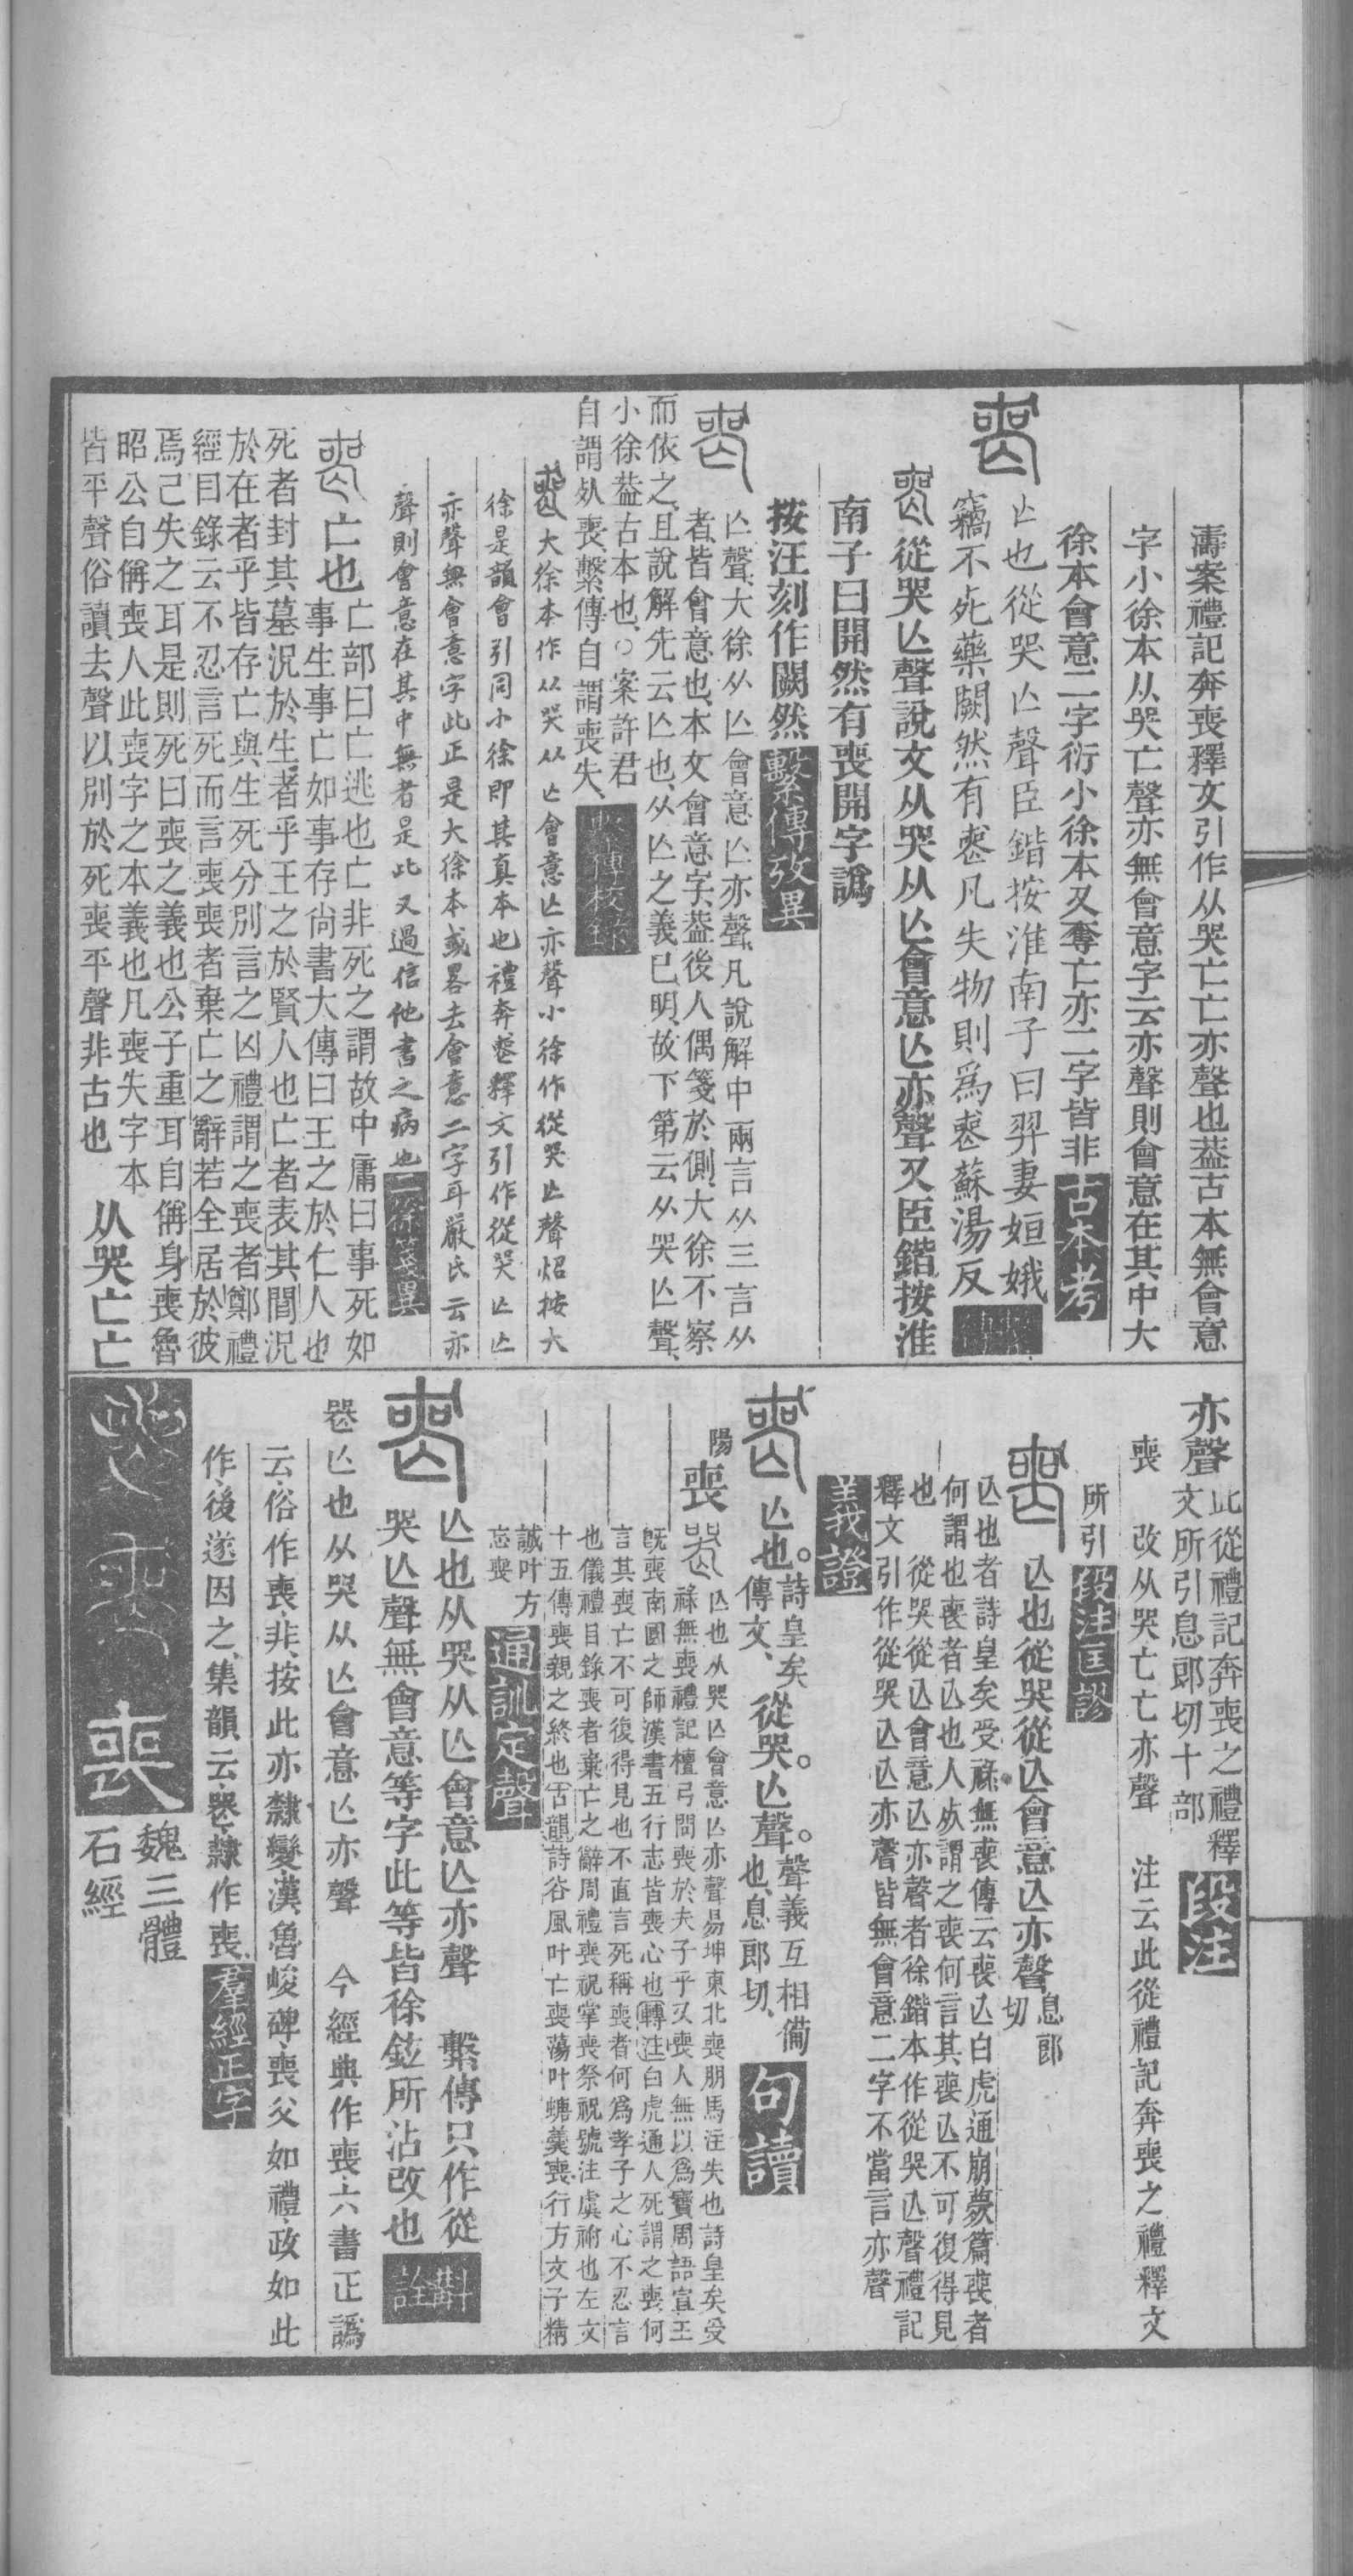 濤案禮記奔喪釋文引作从哭亡亡亦聲也葢古本無會意
字小徐本从哭亡聲亦無會意字云亦聲則會意在其中大
徐本會意二字衍小徐本又奪亡亦二字皆非 古本考
亾也從哭亾聲臣鍇按淮南子曰羿妻姮娥
竊不死藥闕然有喪凡失物則爲喪蘇湯反
從哭亾聲說文从哭从亾會意亾亦聲又臣鍇按淮
南子曰開然有喪開字譌
按汪刻作闕然 繫傳攷異
亾聲、大徐从亾會意亾亦聲、凡說解中兩言从三言从
者、皆會意也、本文會意字、葢後人偶箋於側、大徐不察
而依之、且說解先云亾也、从亾之義已明、故下第云从哭亾聲、
小徐葢古本也、○案許君
自謂从喪、繫傳自謂喪失、 繫傳校錄
大徐本作从哭从亾會意亾亦聲小徐作從哭亾聲炤按大
徐是韻會引同小徐即其真本也禮奔喪釋文引作從哭亾亾
亦聲無會意字此正是大徐本或畧去會意二字耳嚴氏云亦
聲則會意在其中無者是此又過信他書之病也 二徐箋異
亡也 亡部曰亡逃也亡非死之謂故中庸曰事死如
事生事亡如事存尚書大傳曰王之於仁人也
死者封其墓況於生者乎王之於賢人也亡者表其閭況
於在者乎皆存亡與生死分別言之凶禮謂之喪者鄭禮
經目錄云不忍言死而言喪喪者棄亡之辭若全居於彼
焉己失之耳是則死曰喪之義也公子重耳自偁身喪魯
昭公自偁喪人此喪字之本義也凡喪失字本
皆平聲俗讀去聲以別於死喪平聲非古也 从哭亡亡
亦聲 此從禮記奔喪之禮釋
文所引息郎切十部 段注
喪 改从哭亡亡亦聲 注云此從禮記奔喪之禮釋文
所引 段注匡謬
亾也從哭從亾會意亾亦聲 息郎
切
亾也者詩皇矣受祿無喪傳云喪亾白虎通崩薨篇喪者
何謂也喪者亾也人死謂之喪何言其喪亾不可復得見
也 從哭從亾會意亾亦聲者徐鍇本作從哭亾聲禮記
釋文引作從哭亾亾亦聲皆無會意二字不當言亦聲
義證
亾也。詩皇矣
傳文、從哭。亾聲。聲義互相備
也、息郎切、 句讀
陽 喪 亾也从哭亾會意亾亦聲易坤東北喪朋馬注失也詩皇矣受
祿無喪禮記檀弓問喪於夫子乎又喪人無以爲寶周語宣王
旣喪南國之師漢書五行志皆喪心也轉注白虎通人死謂之喪何
言其喪亡不可復得見也不直言死稱喪者何爲孝子之心不忍言
也儀禮目錄喪者棄亡之辭周禮喪祝掌喪祭祝號注虞祔也左文
十五傳喪親之終也古韻詩谷風叶亡喪蕩叶螗羹喪行方文子精
誠叶方
忘喪 通訓定聲
亾也从哭从亾會意亾亦聲 繫傳只作從
哭亾聲無會意等字此等皆徐鉉所沾改也 斠詮
亾也从哭从亾會意亾亦聲 今經典作喪、六書正譌
云、俗作喪、非、按此亦隸變、漢魯峻碑、喪父如禮、政如此
作、後遂因之、集韻云、隸作喪、 羣經正字
喪
魏三體
石經